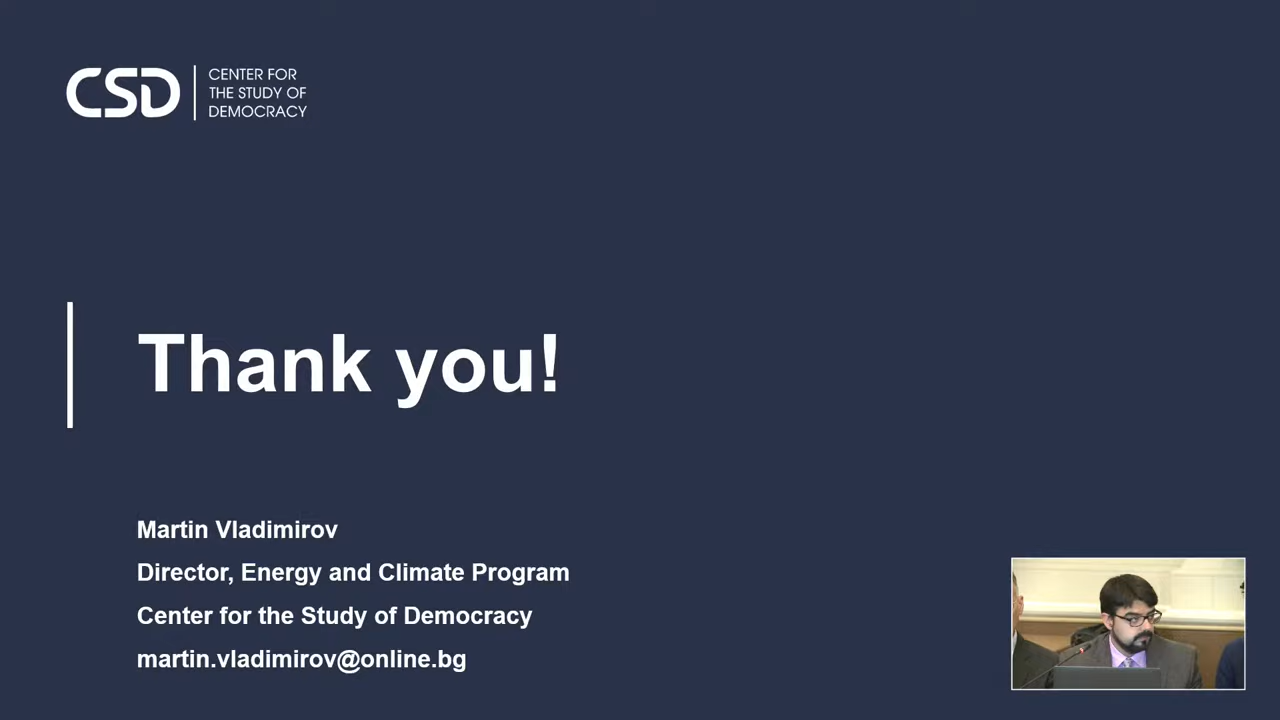 CSD
CENTER FOR
THE STUDY OF
DEMOCRACY
Thank you!
Martin Vladimirov
Director, Energy and Climate Program
Center for the Study of Democracy
martin.vladimirov@online.bg